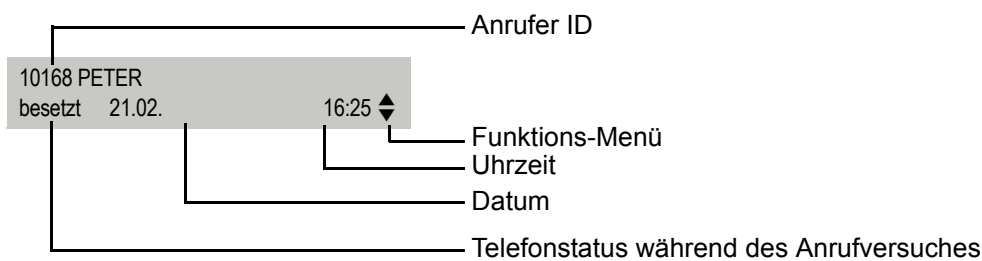 Anrufer ID
10168 PETER
besetzt 21.02. 16:25
Funktions-Menü
Uhrzeit
Datum
Telefonstatus während des Anrufversuches